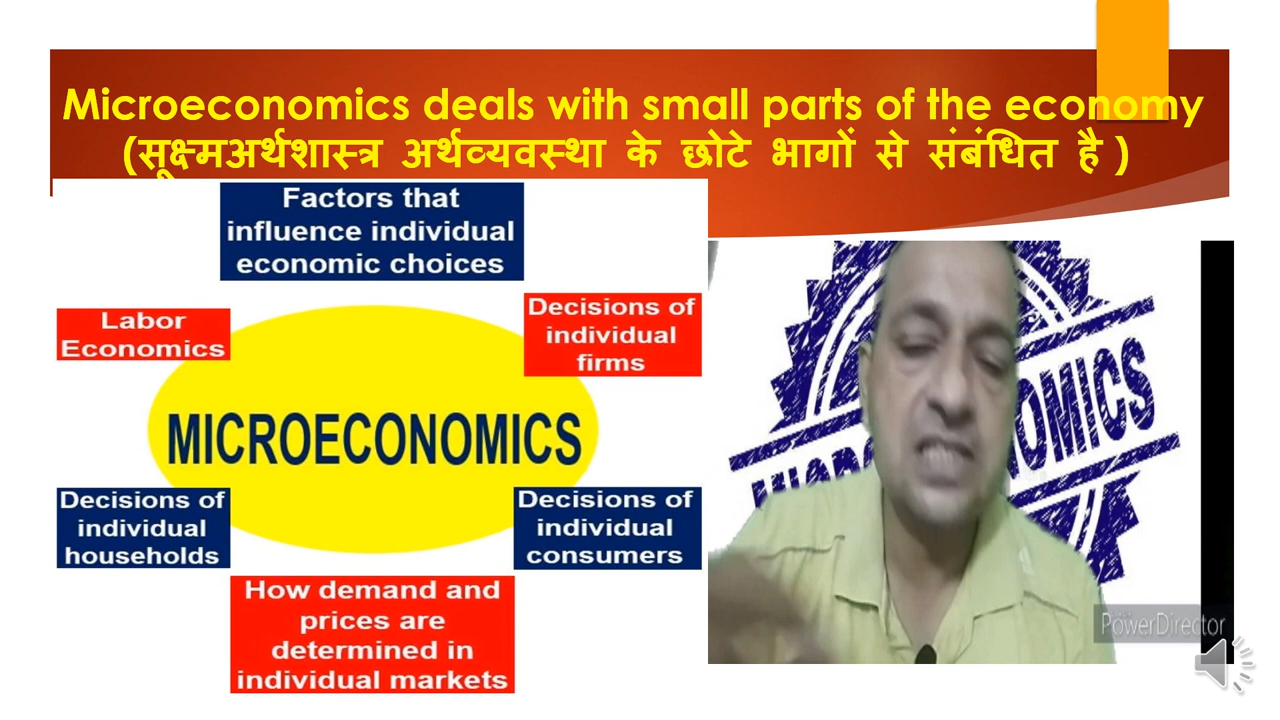 Microeconomics deals with small parts of the economy
(सूक्ष्मअर्थशास्त्र अर्थव्यवस्था के छोटे भागों से संबंधित है )
Factors that
influence individual
economic choices
Labor
Economics
Decisions of
individual
firms
MICROECONOMICS
Decisions of
individual
households
Decisions of
individual
consumers
How demand and
prices are
determined in
individual markets
PowerDirector